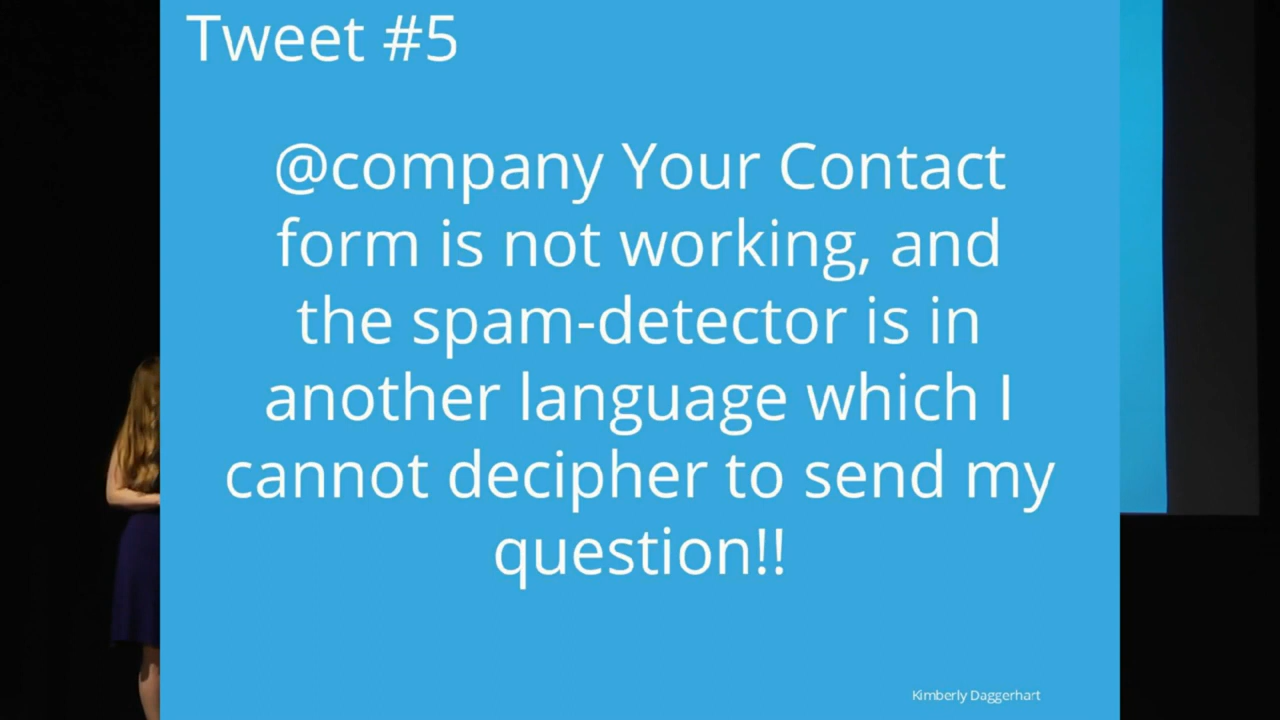 Tweet #5
@company Your Contact
form is not working, and
the spam-detector is in
another language which I
cannot decipher to send my
question!!
Kimberly Daggerhart